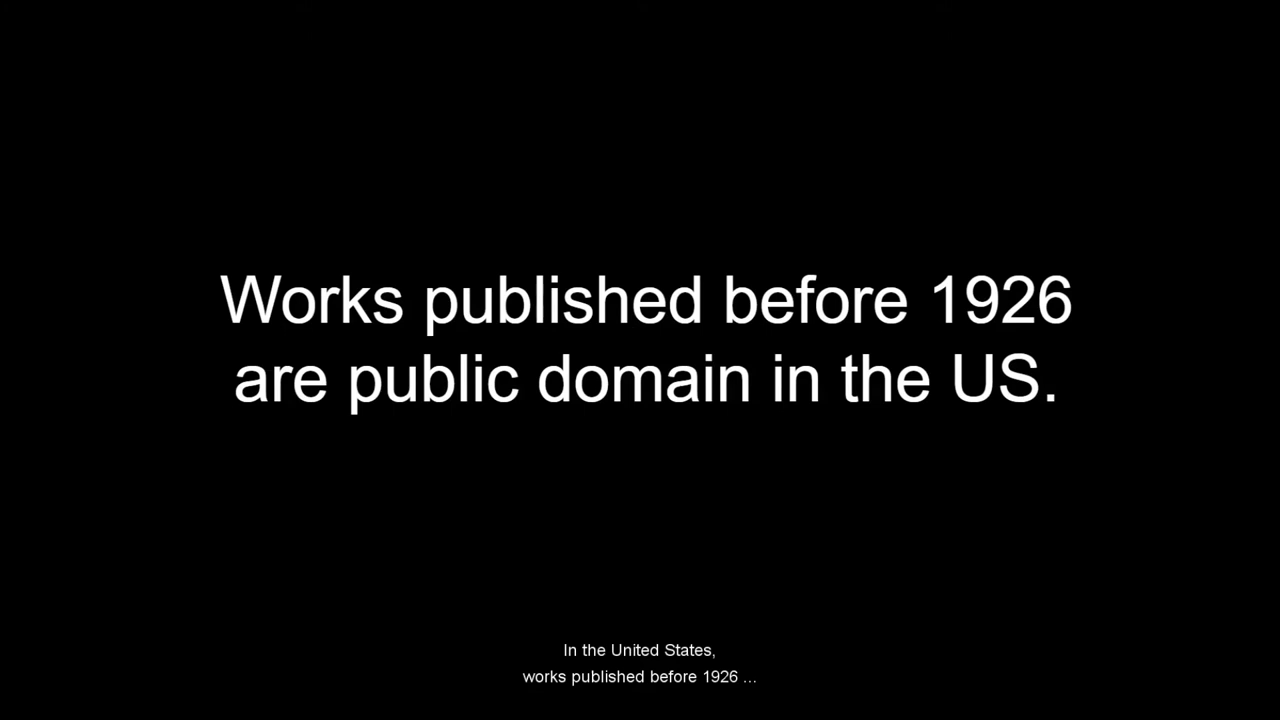 Works published before 1926
are public domain in the US.
In the United States,
works published before 1926 ...